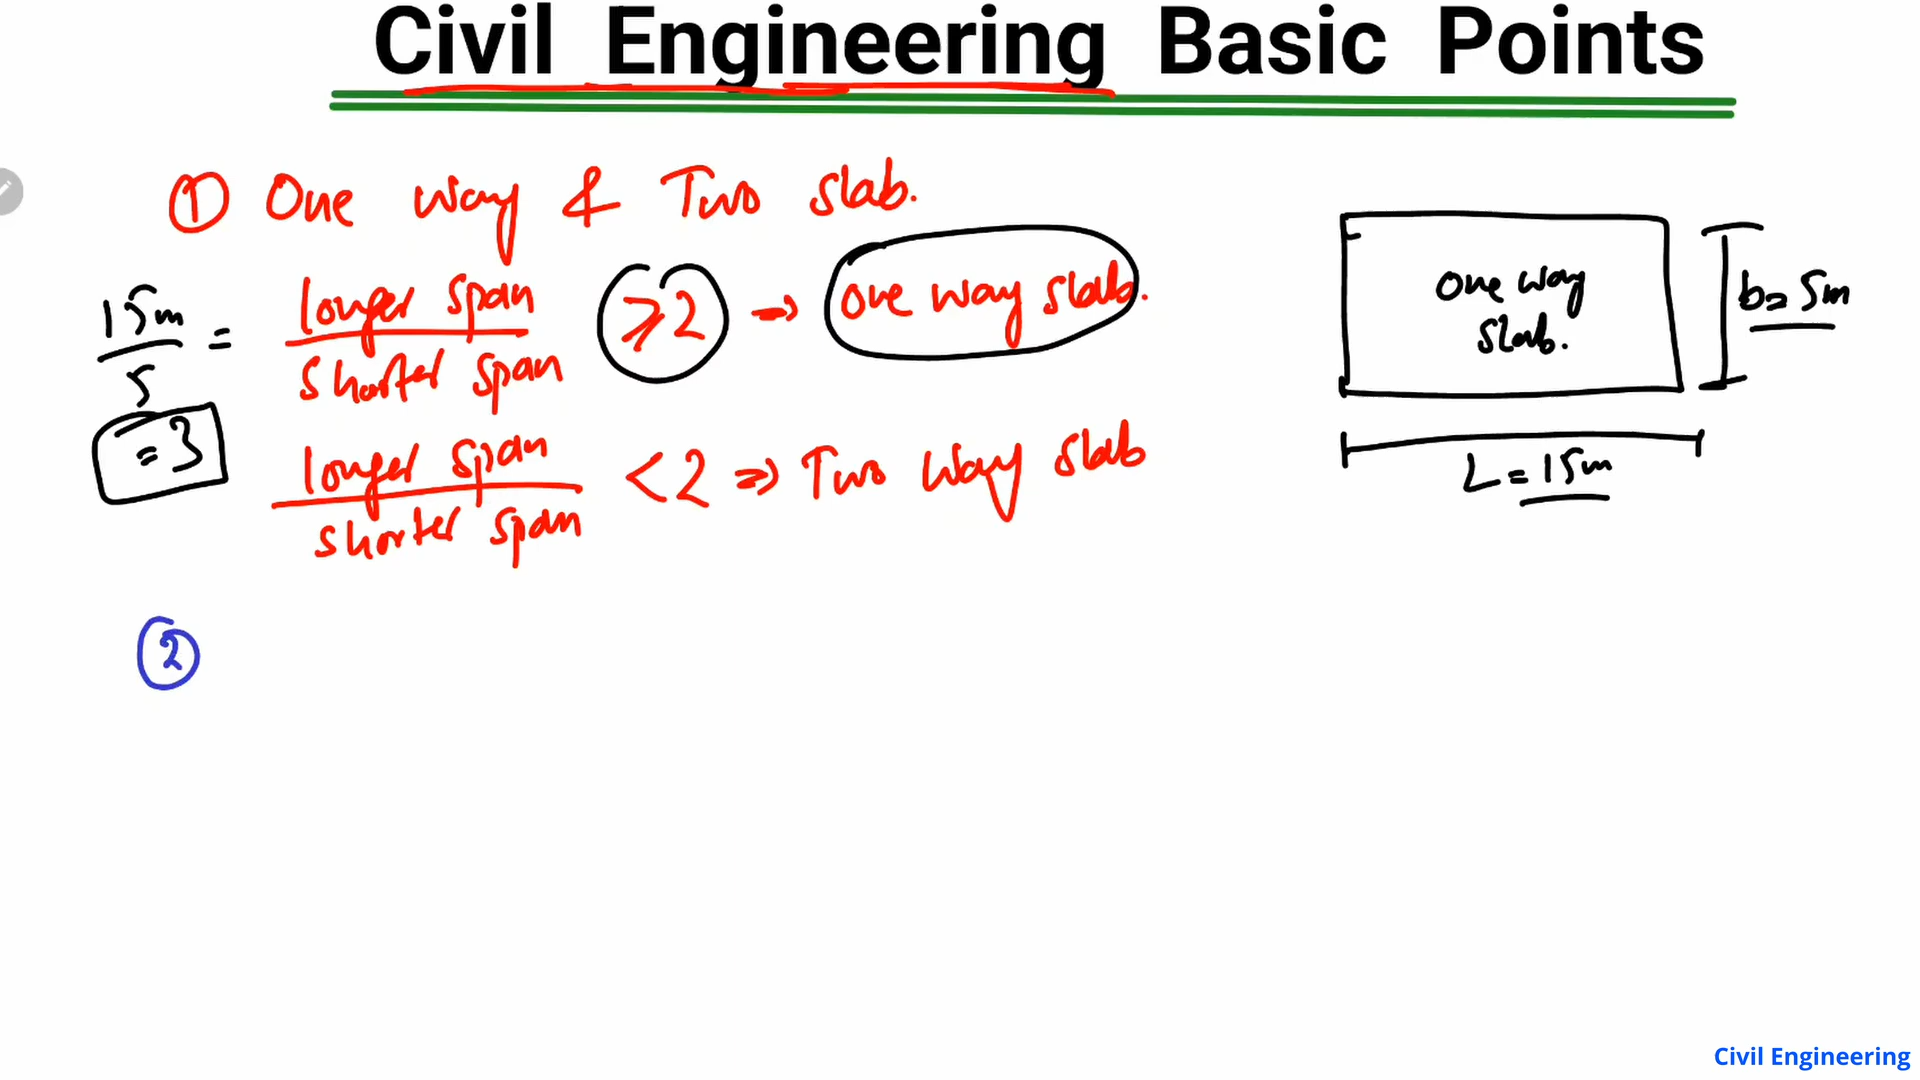 Civil Engineering Basic Points
① One way & Two slab.
15m / 5 = longer span / shorter span ⩾2 → one way slab.
= 3
longer span / shorter span <2 ⇒ Two way slab
one way
slab.
b= 5m
L = 15m
②
Civil Engineering